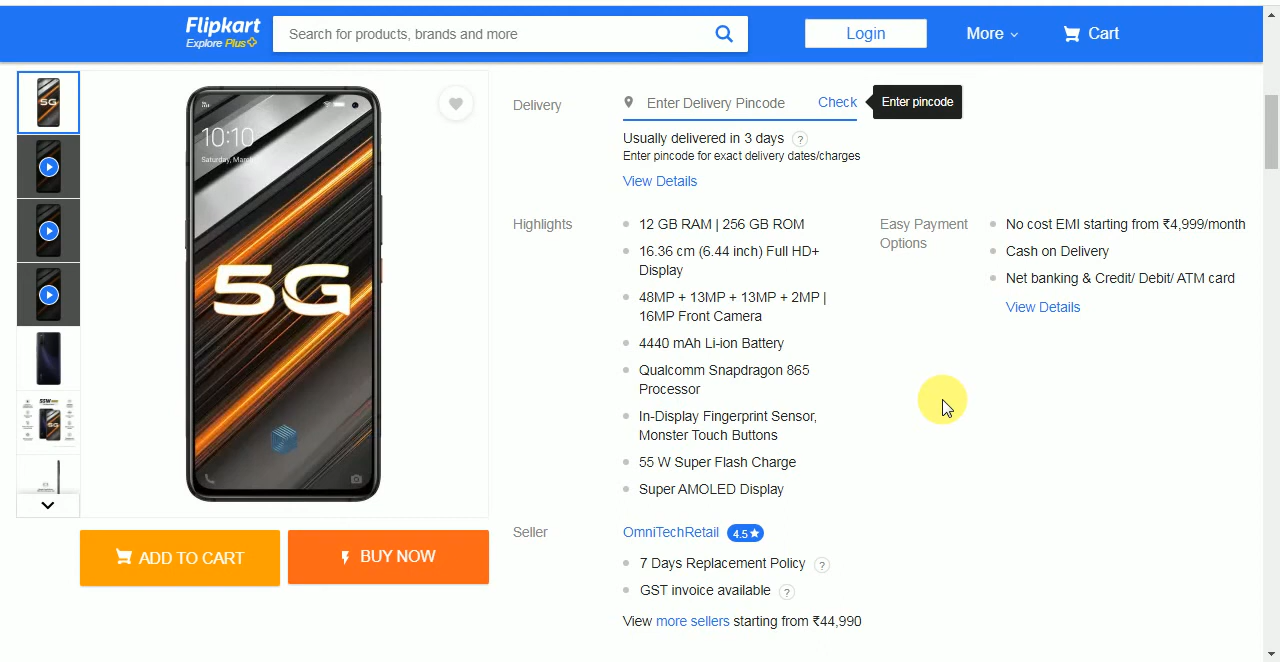 Flipkart
Explore Plus
Search for products, brands and more
Login
More
Cart
5G
10:10
Saturday, March
5G
5G
Delivery
Enter Delivery Pincode
Check
Enter pincode
Usually delivered in 3 days ?
Enter pincode for exact delivery dates/charges
View Details
Highlights
12 GB RAM | 256 GB ROM
16.36 cm (6.44 inch) Full HD+
Display
48MP + 13MP + 13MP + 2MP |
16MP Front Camera
4440 mAh Li-ion Battery
Qualcomm Snapdragon 865
Processor
In-Display Fingerprint Sensor,
Monster Touch Buttons
55 W Super Flash Charge
Super AMOLED Display
Easy Payment
Options
No cost EMI starting from ₹4,999/month
Cash on Delivery
Net banking & Credit/ Debit/ ATM card
View Details
ADD TO CART
BUY NOW
Seller
OmniTechRetail 4.5★
7 Days Replacement Policy ?
GST invoice available ?
View more sellers starting from ₹44,990